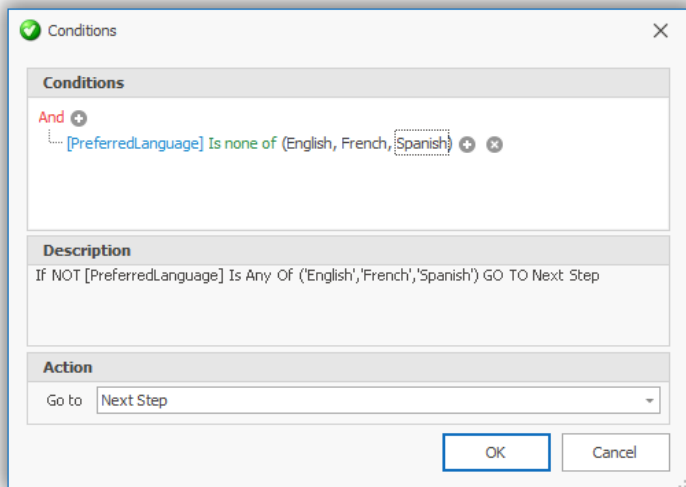 Conditions
Conditions
And
[PreferredLanguage] Is none of (English, French, Spanish)
Description
If NOT [PreferredLanguage] Is Any Of ('English','French','Spanish') GO TO Next Step
Action
Go to Next Step
OK Cancel